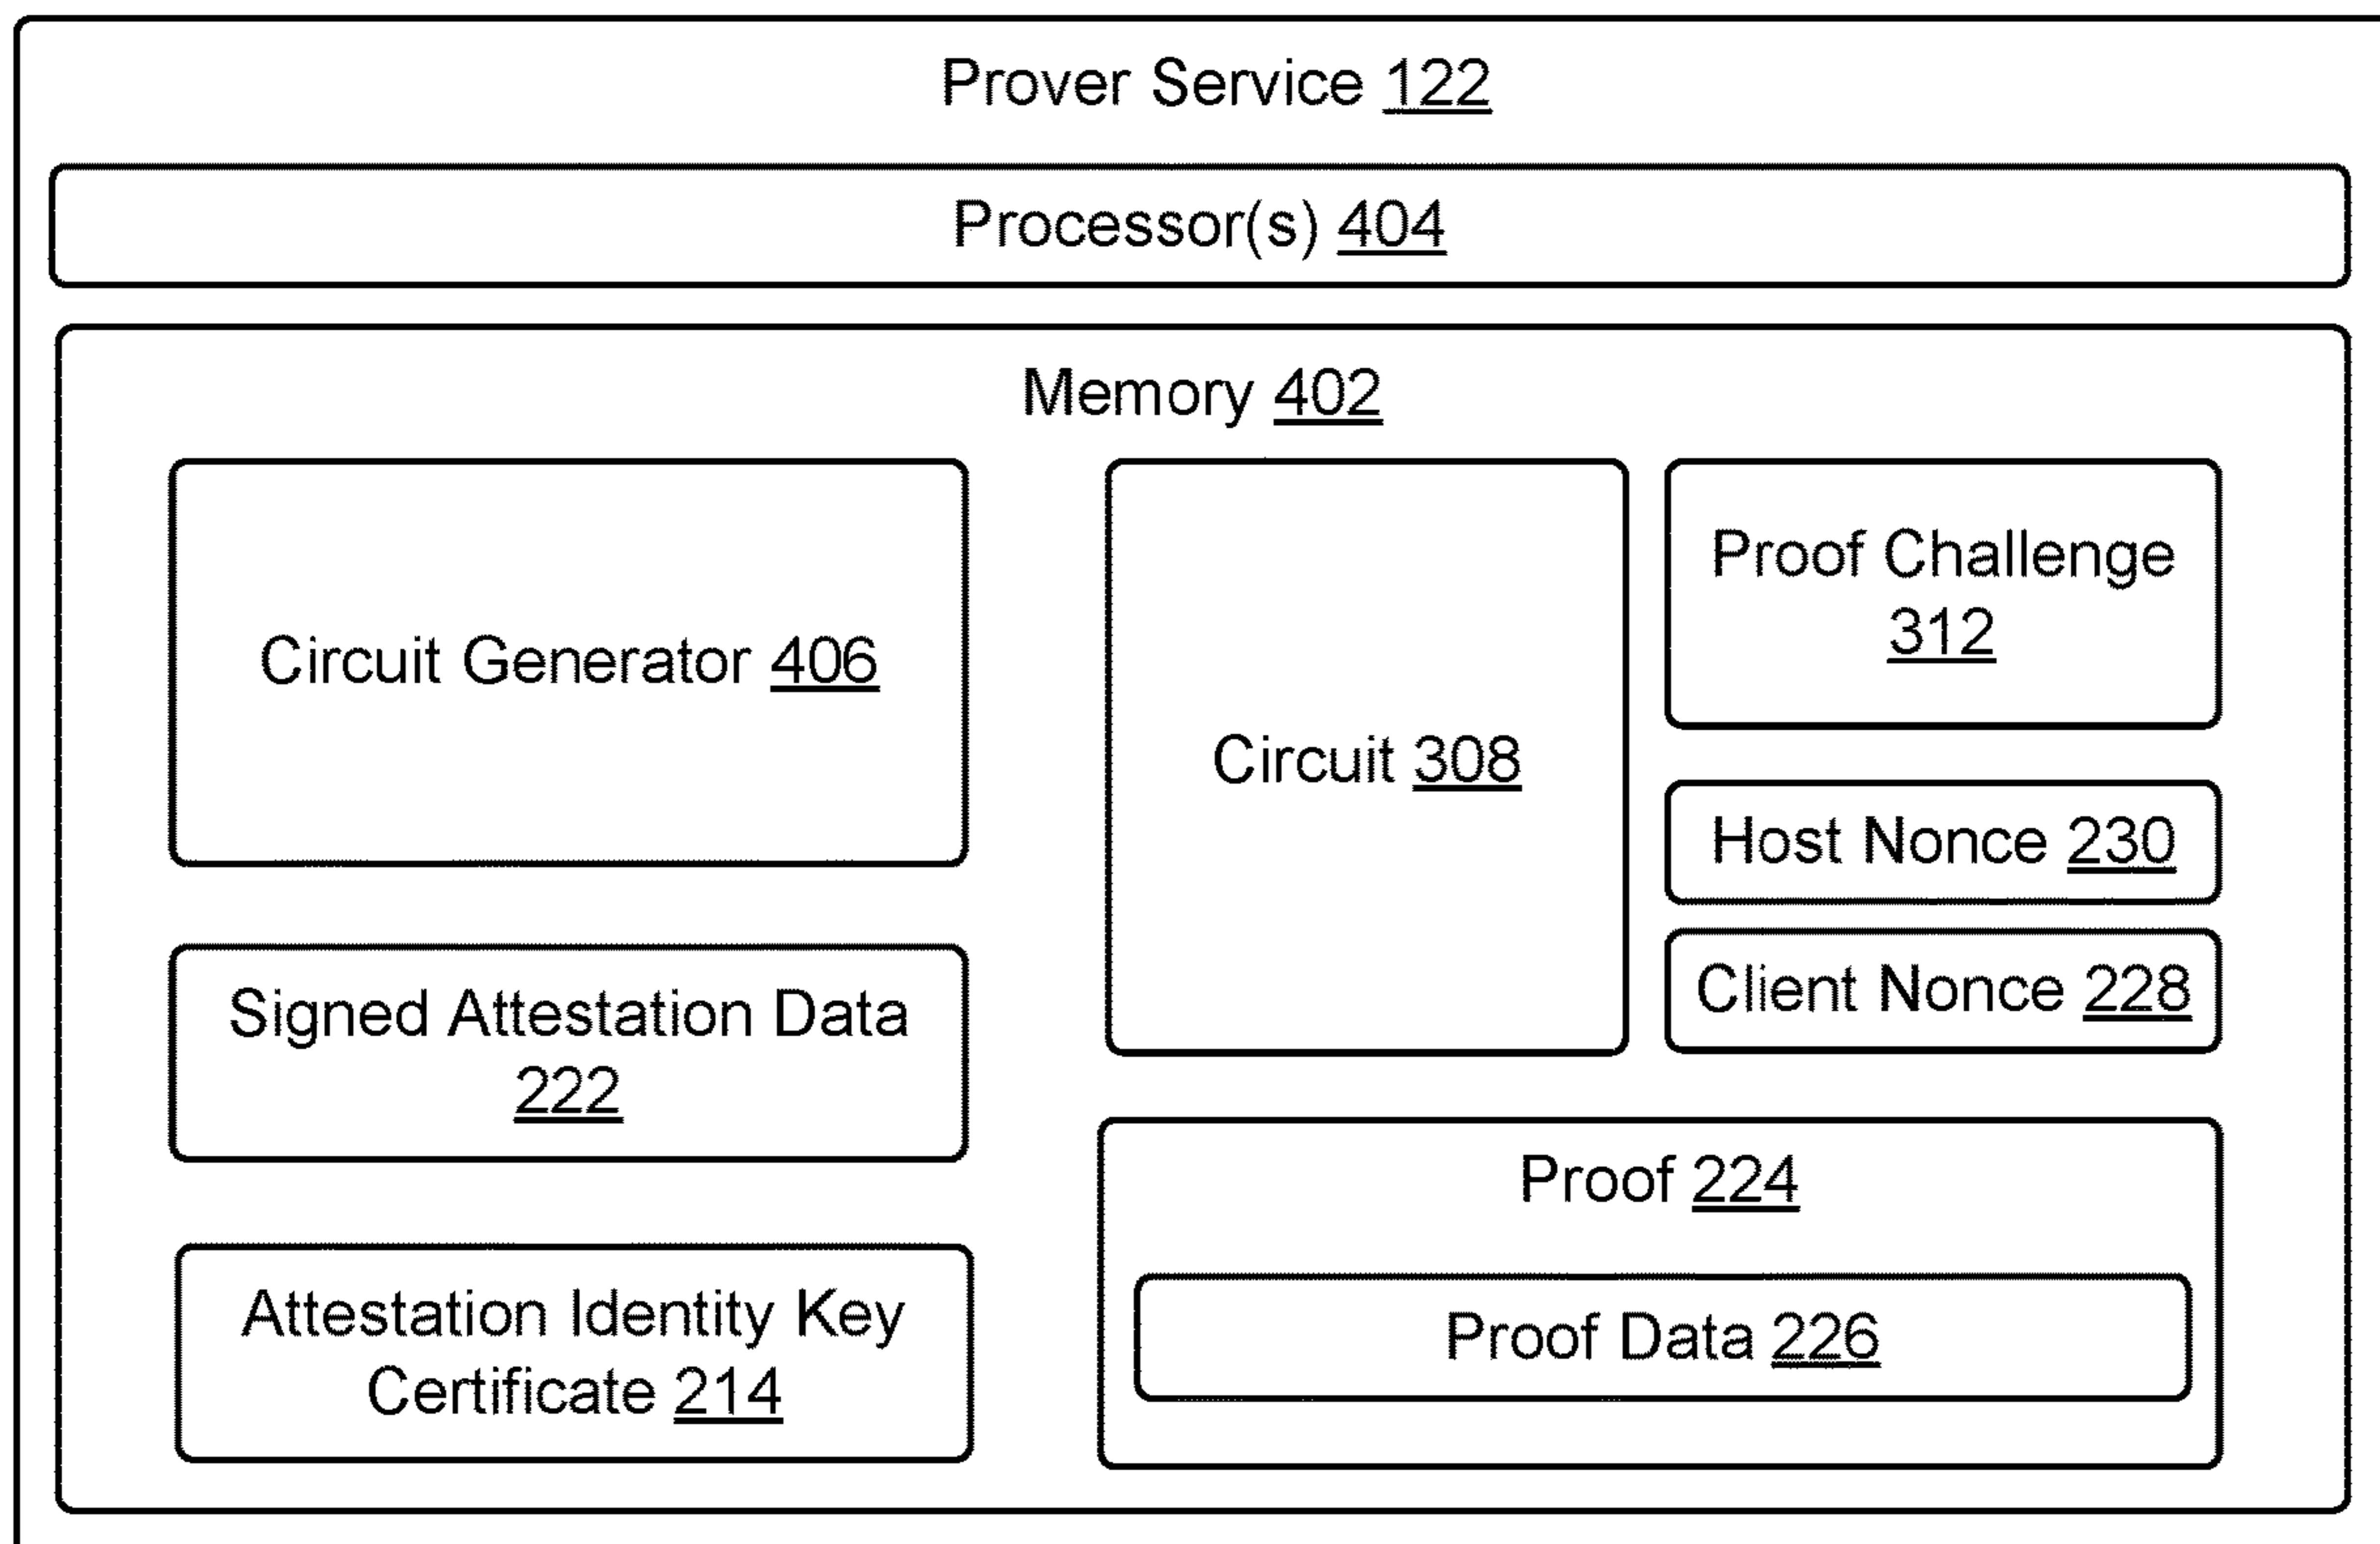 Prover Service 122
Processor(s) 404
Memory 402
Circuit Generator 406
Signed Attestation Data
222
Attestation Identity Key
Certificate 214
Circuit 308
Proof Challenge
312
Host Nonce 230
Client Nonce 228
Proof 224
Proof Data 226